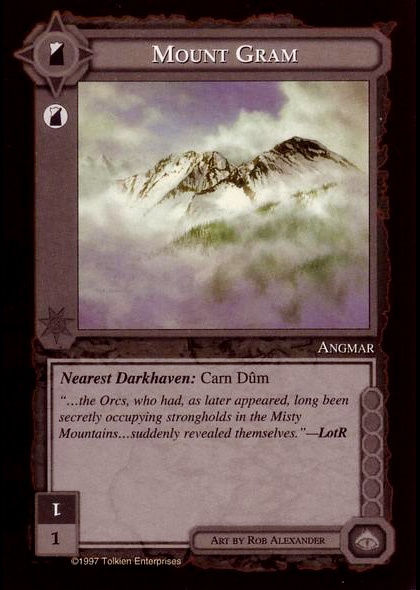 MOUNT GRAM
ANGMAR
Nearest Darkhaven: Carn Dûm
“...the Orcs, who had, as later appeared, long been
secretly occupying strongholds in the Misty
Mountains...suddenly revealed themselves.”—LotR
1
ART BY ROB ALEXANDER
©1997 Tolkien Enterprises